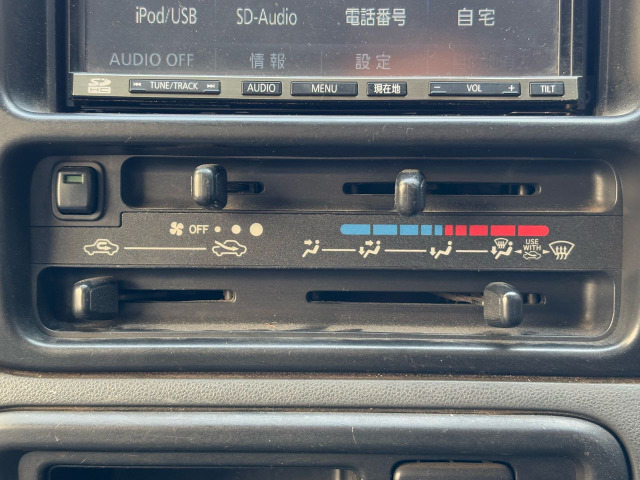 iPod/USB SD-Audio 電話番号 自宅
AUDIO OFF 情報 設定
SD HC TUNE/TRACK AUDIO MENU 現在地 − VOL + TILT
OFF
USE
WITH